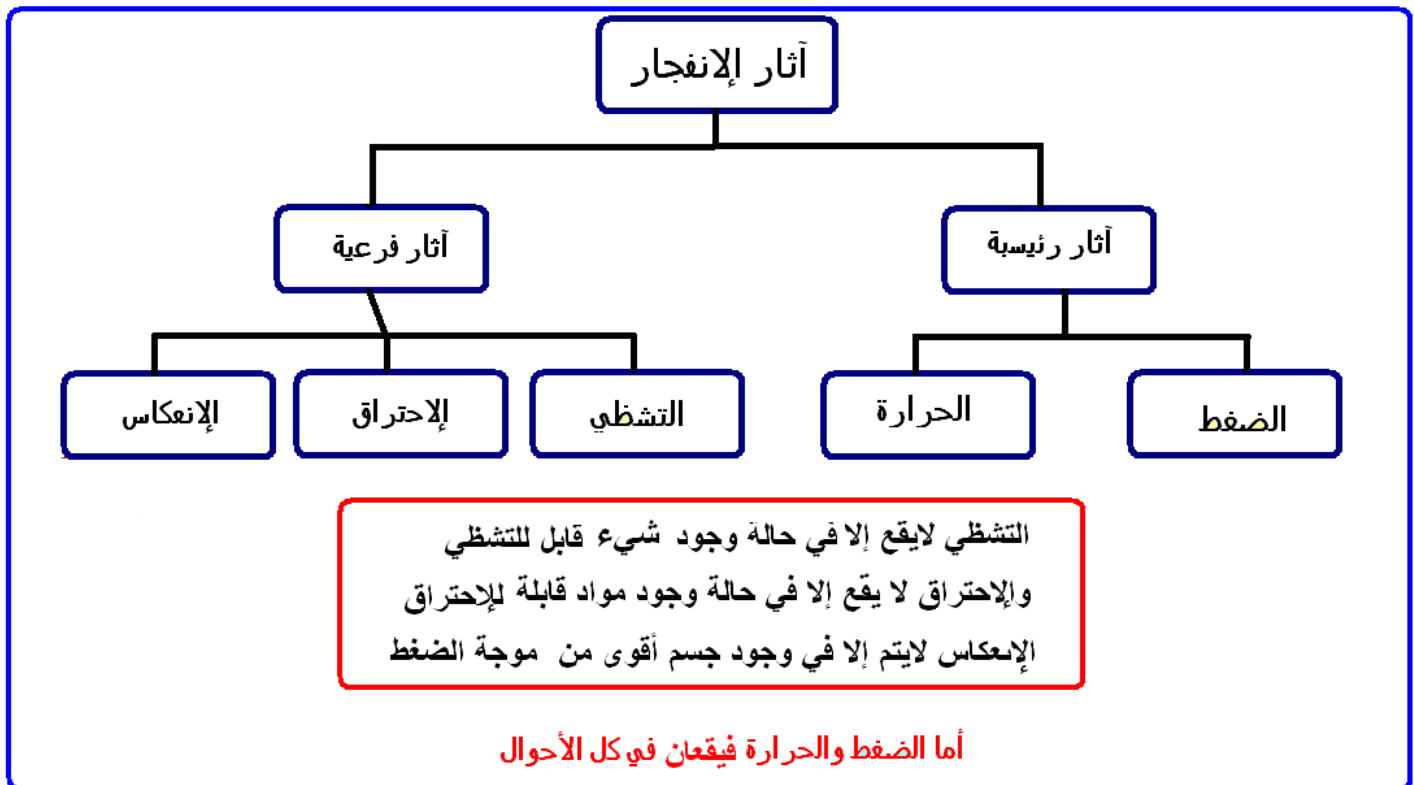 آثار الإنفجار
آثار رئيسية
آثار فرعية
الضغط
الحرارة
التشظي
الإحتراق
الإنعكاس
التشظي لايقع إلا في حالة وجود شيء قابل للتشظي
والإحتراق لا يقع إلا في حالة وجود مواد قابلة للإحتراق
الإنعكاس لايتم إلا في وجود جسم أقوى من موجة الضغط
أما الضغط والحرارة فيقعان في كل الأحوال